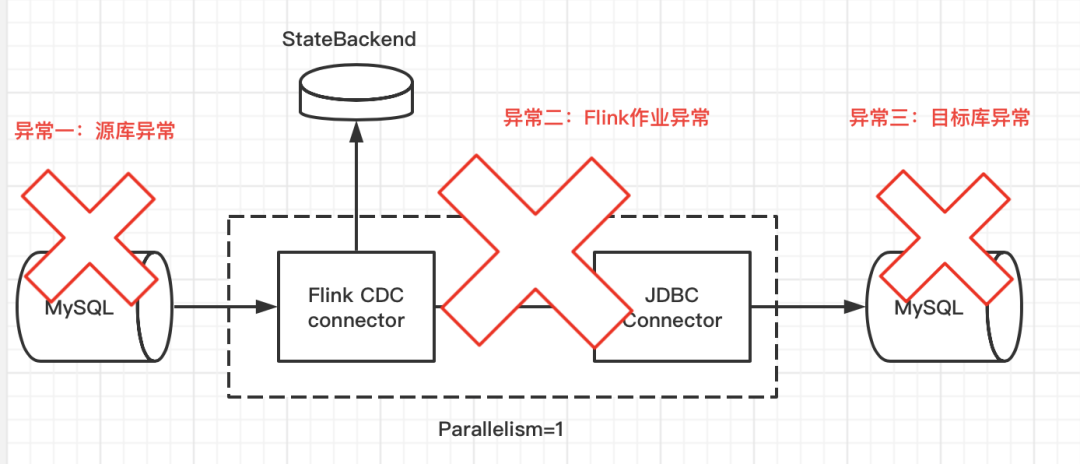 StateBackend
异常一：源库异常
异常二：Flink作业异常
异常三：目标库异常
MySQL
Flink CDC
connector
JDBC
Connector
MySQL
Parallelism=1